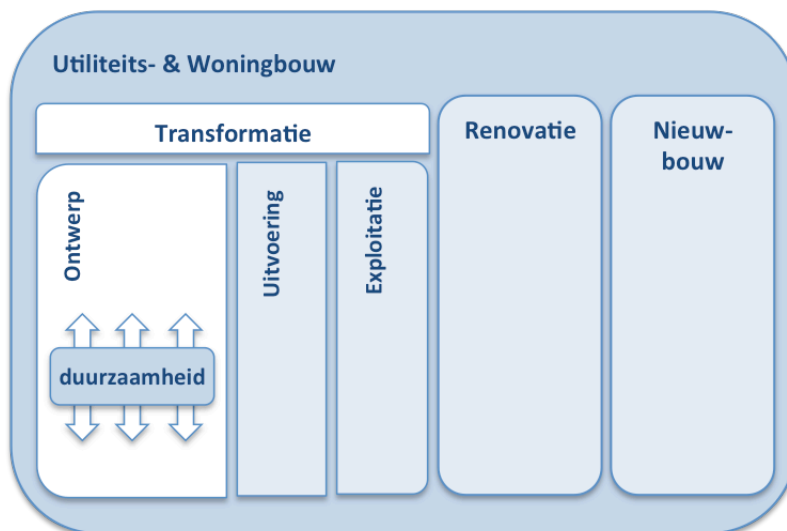 Utiliteits- & Woningbouw
Transformatie
Renovatie
Nieuw-
bouw
Ontwerp
Uitvoering
Exploitatie
duurzaamheid